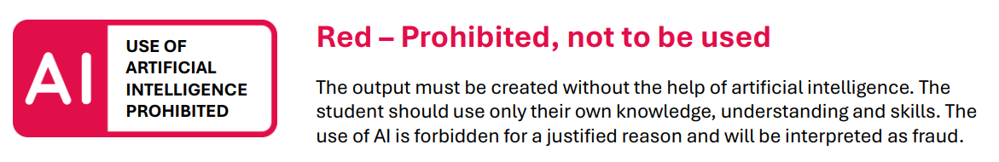 AI
USE OF
ARTIFICIAL
INTELLIGENCE
PROHIBITED
Red – Prohibited, not to be used
The output must be created without the help of artificial intelligence. The
student should use only their own knowledge, understanding and skills. The
use of AI is forbidden for a justified reason and will be interpreted as fraud.